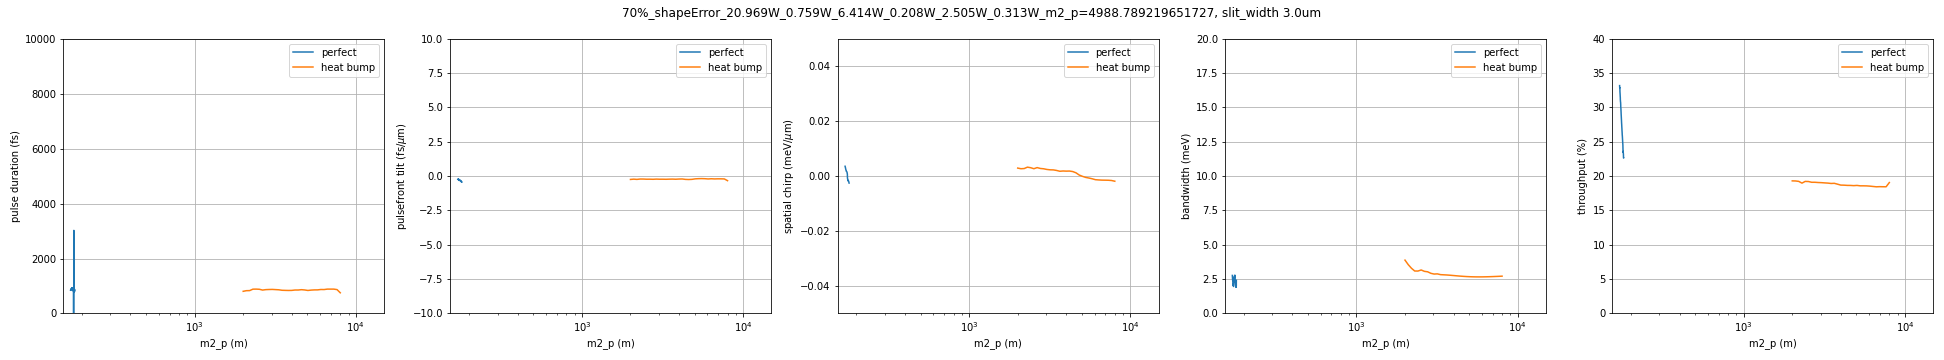 70%_shapeError_20.969W_0.759W_6.414W_0.208W_2.505W_0.313W_m2_p=4988.789219651727, slit_width 3.0um
pulse duration (fs)
10000
8000
6000
4000
2000
0
perfect
heat bump
10³
10⁴
m2_p (m)
pulsefront tilt (fs/μm)
10.0
7.5
5.0
2.5
0.0
−2.5
−5.0
−7.5
−10.0
perfect
heat bump
10³
10⁴
m2_p (m)
spatial chirp (meV/μm)
0.04
0.02
0.00
−0.02
−0.04
perfect
heat bump
10³
10⁴
m2_p (m)
bandwidth (meV)
20.0
17.5
15.0
12.5
10.0
7.5
5.0
2.5
0.0
perfect
heat bump
10³
10⁴
m2_p (m)
throughput (%)
40
35
30
25
20
15
10
5
0
perfect
heat bump
10³
10⁴
m2_p (m)